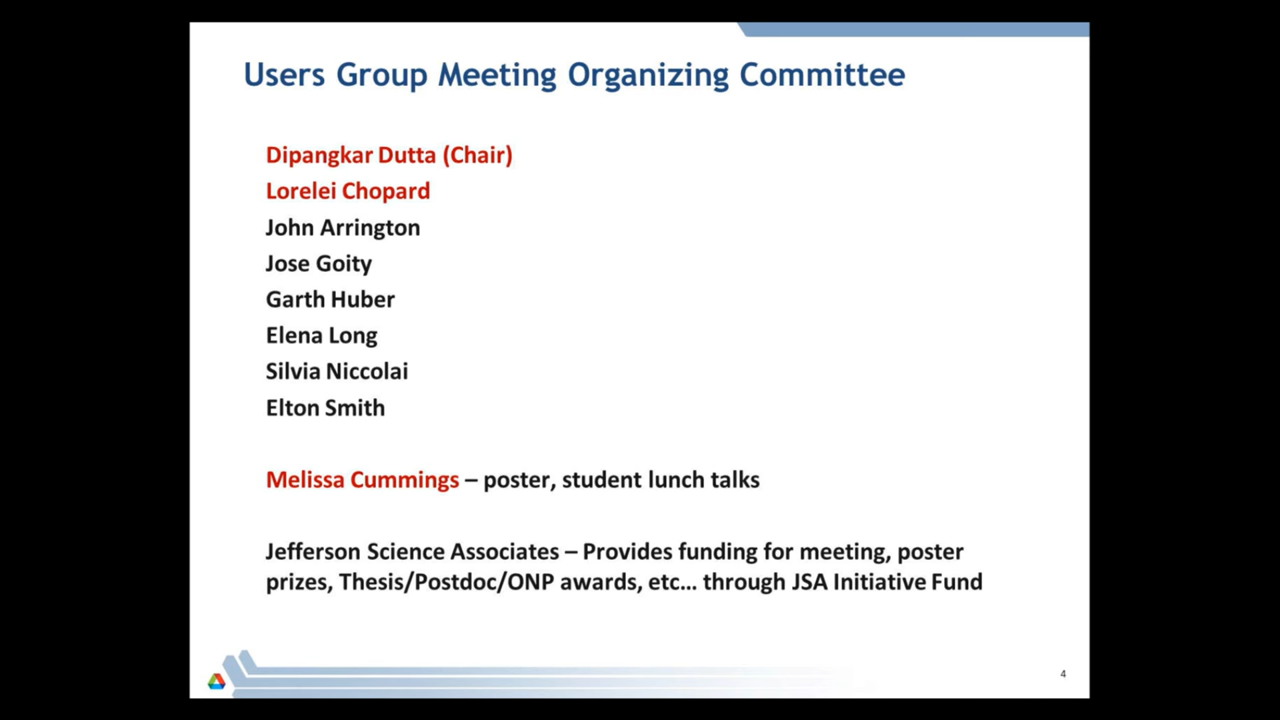 Users Group Meeting Organizing Committee
Dipangkar Dutta (Chair)
Lorelei Chopard
John Arrington
Jose Goity
Garth Huber
Elena Long
Silvia Niccolai
Elton Smith
Melissa Cummings – poster, student lunch talks
Jefferson Science Associates – Provides funding for meeting, poster
prizes, Thesis/Postdoc/ONP awards, etc... through JSA Initiative Fund
4